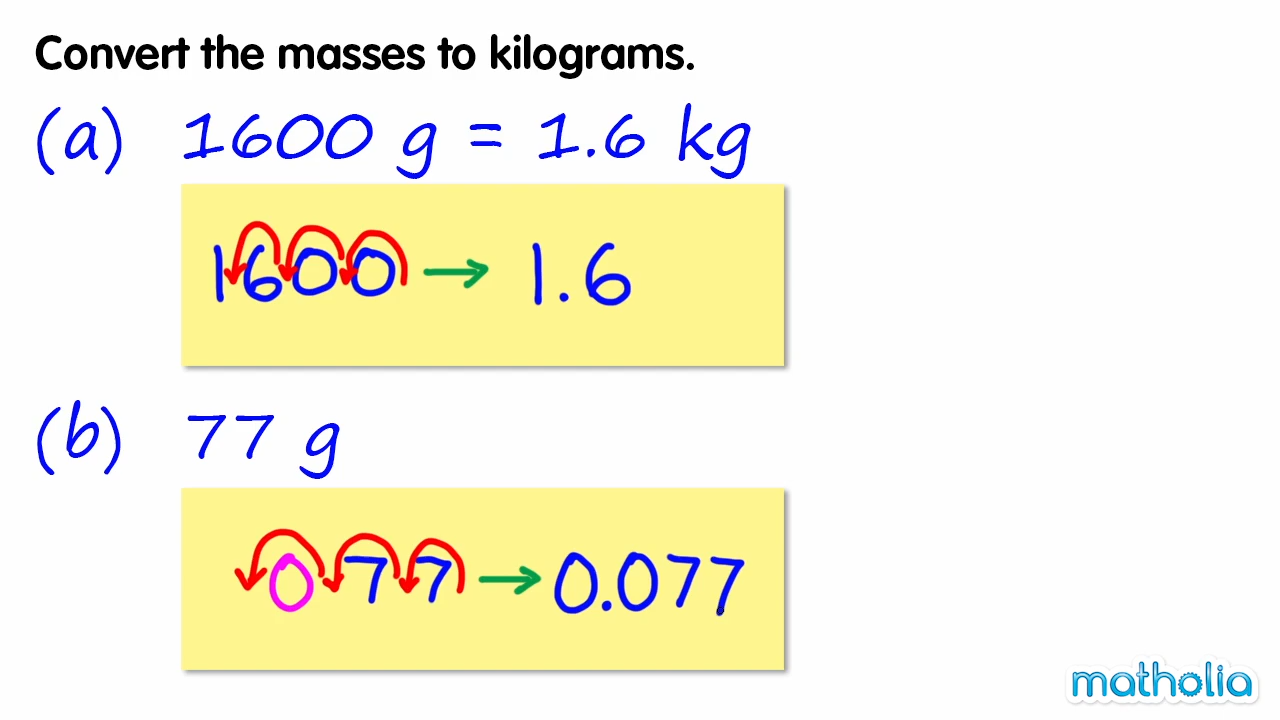 Convert the masses to kilograms.
(a) 1600 g = 1.6 kg
1600 → 1.6
(b) 77 g
077 → 0.077
matholia